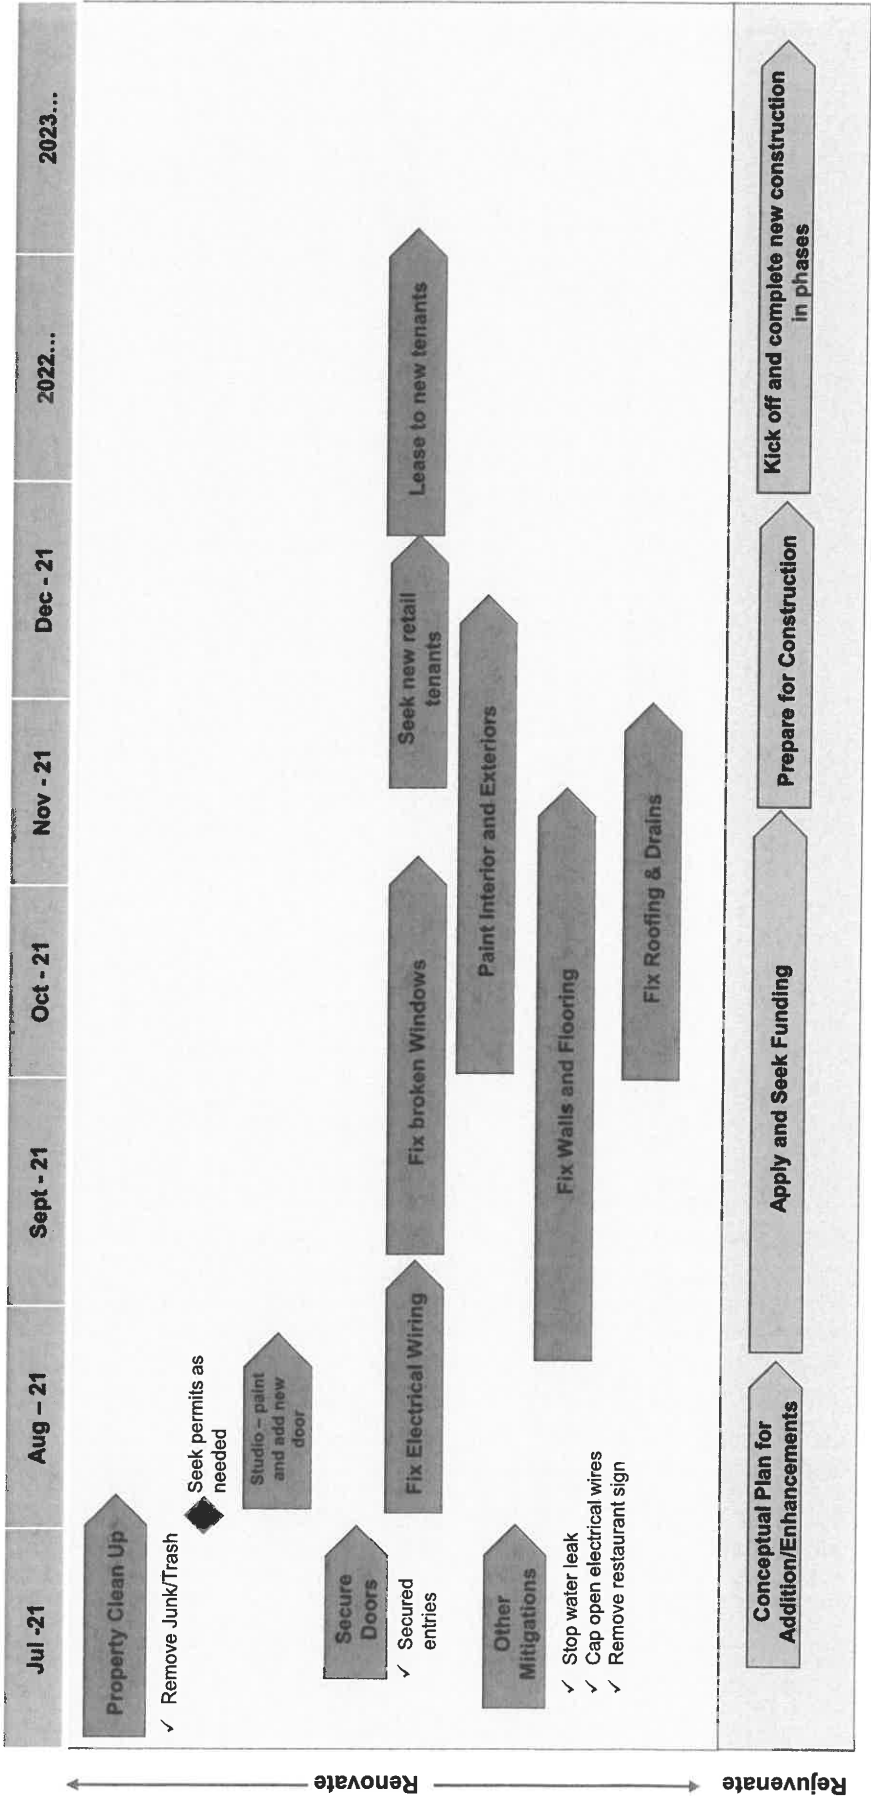 Jul -21
Aug – 21
Sept - 21
Oct - 21
Nov - 21
Dec - 21
2022...
2023...
Renovate
Property Clean Up
✓ Remove Junk/Trash
Seek permits as
needed
Studio – paint
and add new
door
Secure
Doors
✓ Secured
entries
Fix Electrical Wiring
Fix broken Windows
Seek new retail
tenants
Lease to new tenants
Paint Interior and Exteriors
Other
Mitigations
✓ Stop water leak
✓ Cap open electrical wires
✓ Remove restaurant sign
Fix Walls and Flooring
Fix Roofing & Drains
Rejuvenate
Conceptual Plan for
Addition/Enhancements
Apply and Seek Funding
Prepare for Construction
Kick off and complete new construction
in phases